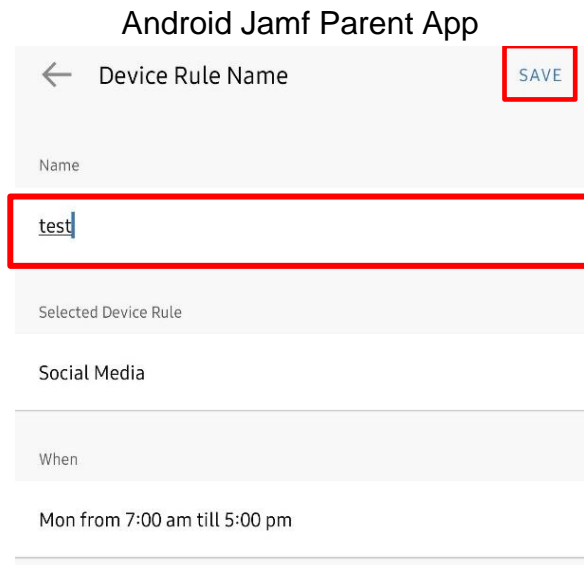 Android Jamf Parent App
Device Rule Name SAVE
Name
test
Selected Device Rule
Social Media
When
Mon from 7:00 am till 5:00 pm